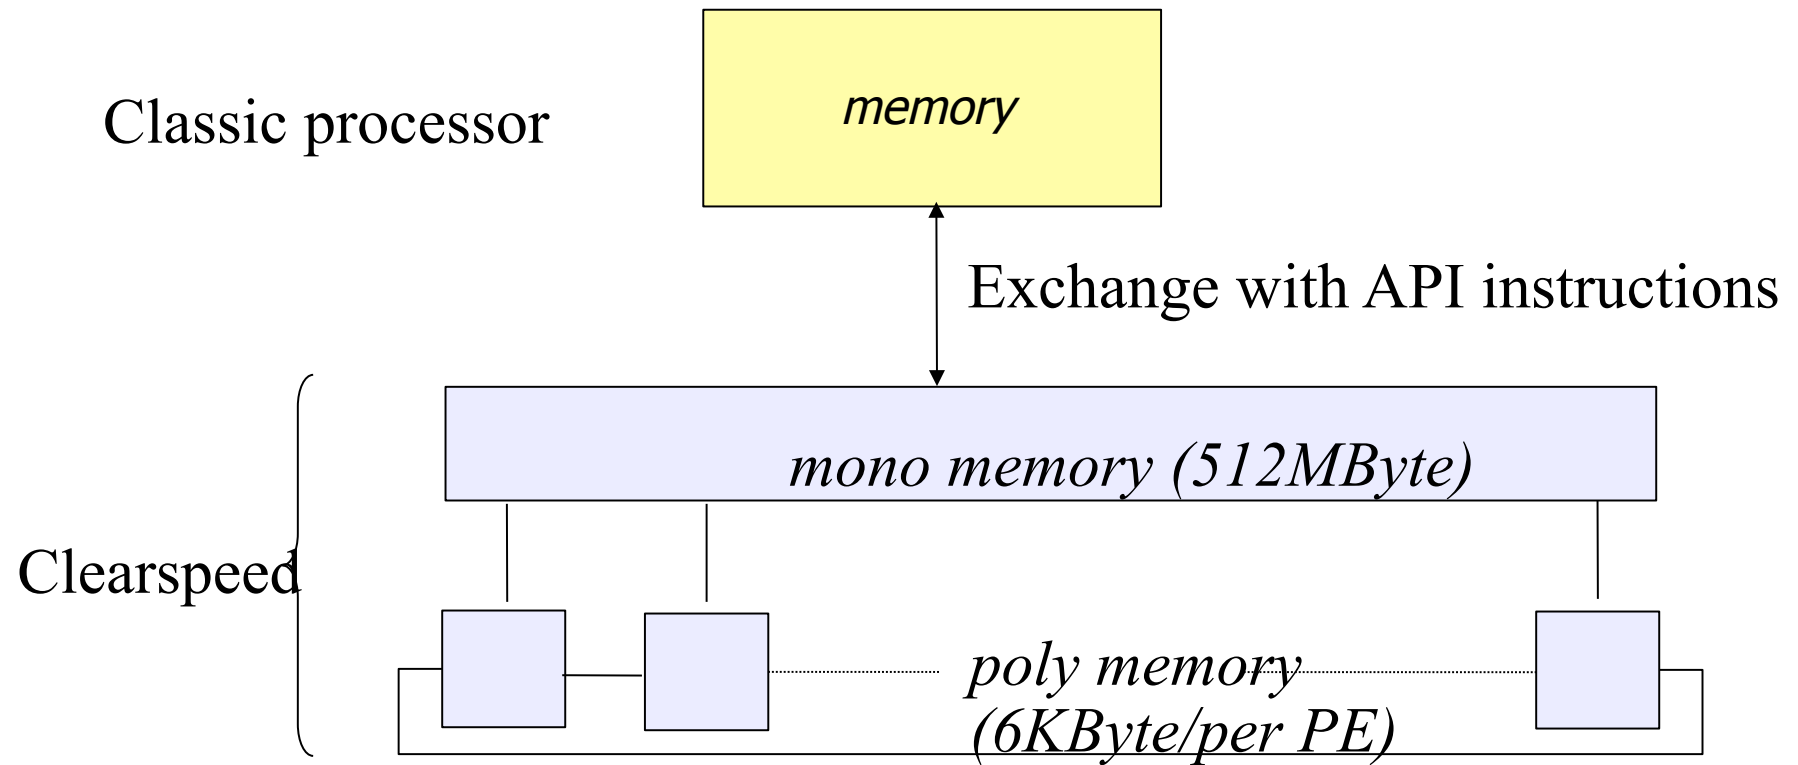 memory
Classic processor
Exchange with API instructions
mono memory (512MByte)
Clearspeed
poly memory
(6KByte/per PE)